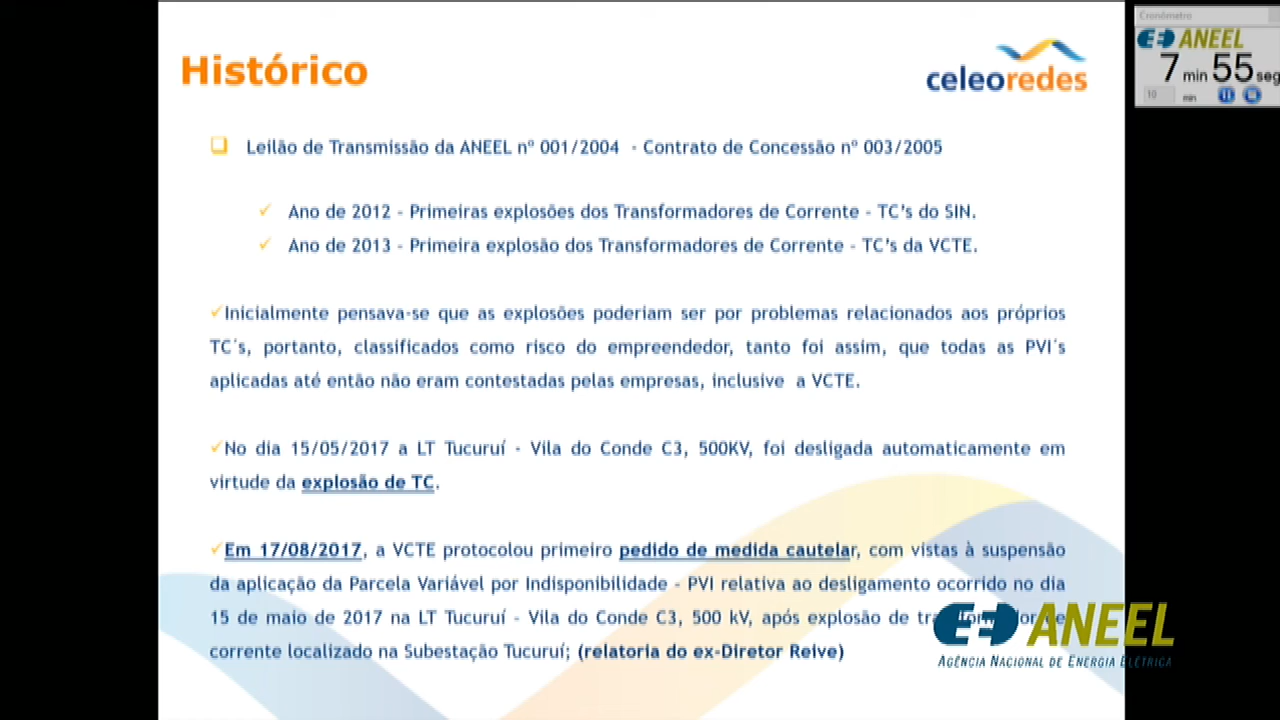 Histórico
celeoredes
Cronômetro
ANEEL
7 min 55 seg
10 min
Leilão de Transmissão da ANEEL nº 001/2004 - Contrato de Concessão nº 003/2005
Ano de 2012 - Primeiras explosões dos Transformadores de Corrente - TC's do SIN.
Ano de 2013 - Primeira explosão dos Transformadores de Corrente - TC's da VCTE.
Inicialmente pensava-se que as explosões poderiam ser por problemas relacionados aos próprios
TC´s, portanto, classificados como risco do empreendedor, tanto foi assim, que todas as PVI´s
aplicadas até então não eram contestadas pelas empresas, inclusive a VCTE.
No dia 15/05/2017 a LT Tucuruí - Vila do Conde C3, 500KV, foi desligada automaticamente em
virtude da explosão de TC.
Em 17/08/2017, a VCTE protocolou primeiro pedido de medida cautelar, com vistas à suspensão
da aplicação da Parcela Variável por Indisponibilidade - PVI relativa ao desligamento ocorrido no dia
15 de maio de 2017 na LT Tucuruí - Vila do Conde C3, 500 kV, após explosão de
corrente localizado na Subestação Tucuruí; (relatoria do ex-Diretor Reive)
ANEEL
AGÊNCIA NACIONAL DE ENERGIA ELÉTRICA